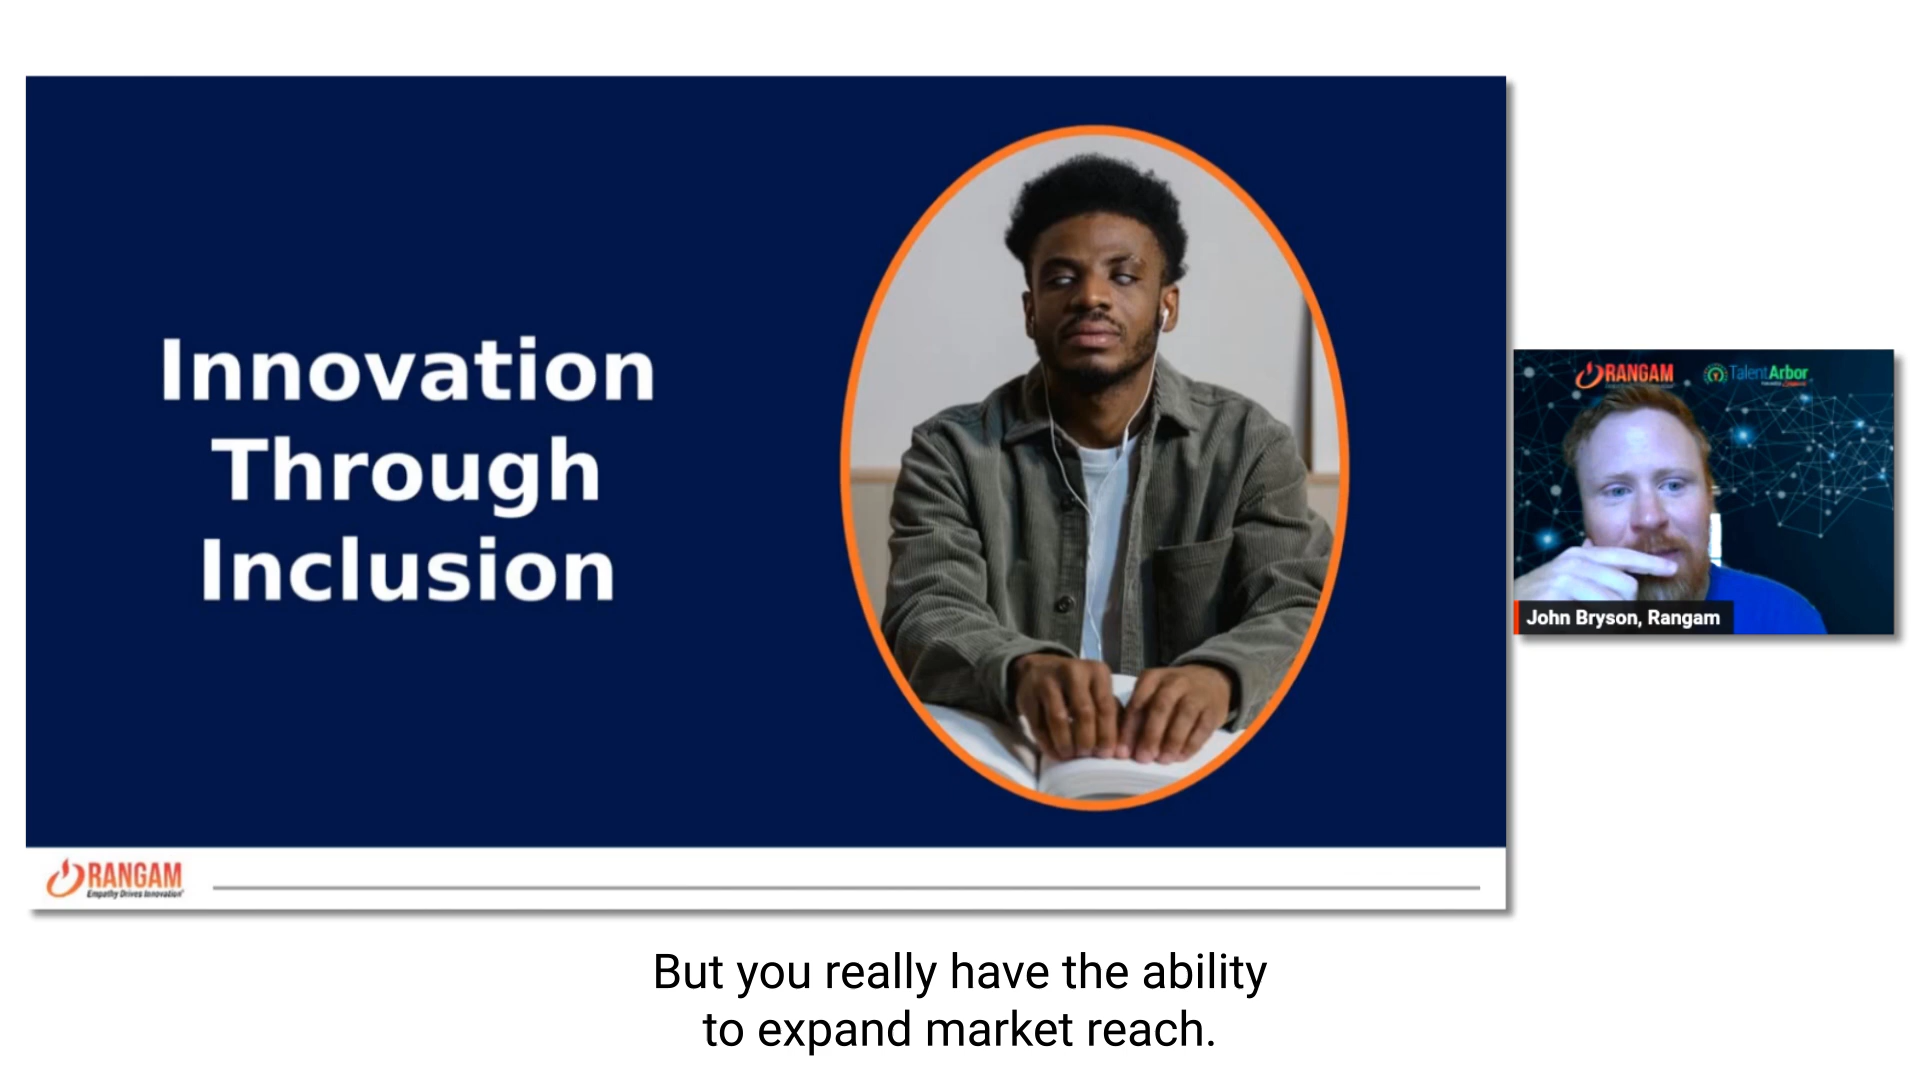 Innovation
Through
Inclusion
RANGAM
Empathy Drives Innovation
RANGAM
TalentArbor
John Bryson, Rangam
But you really have the ability
to expand market reach.